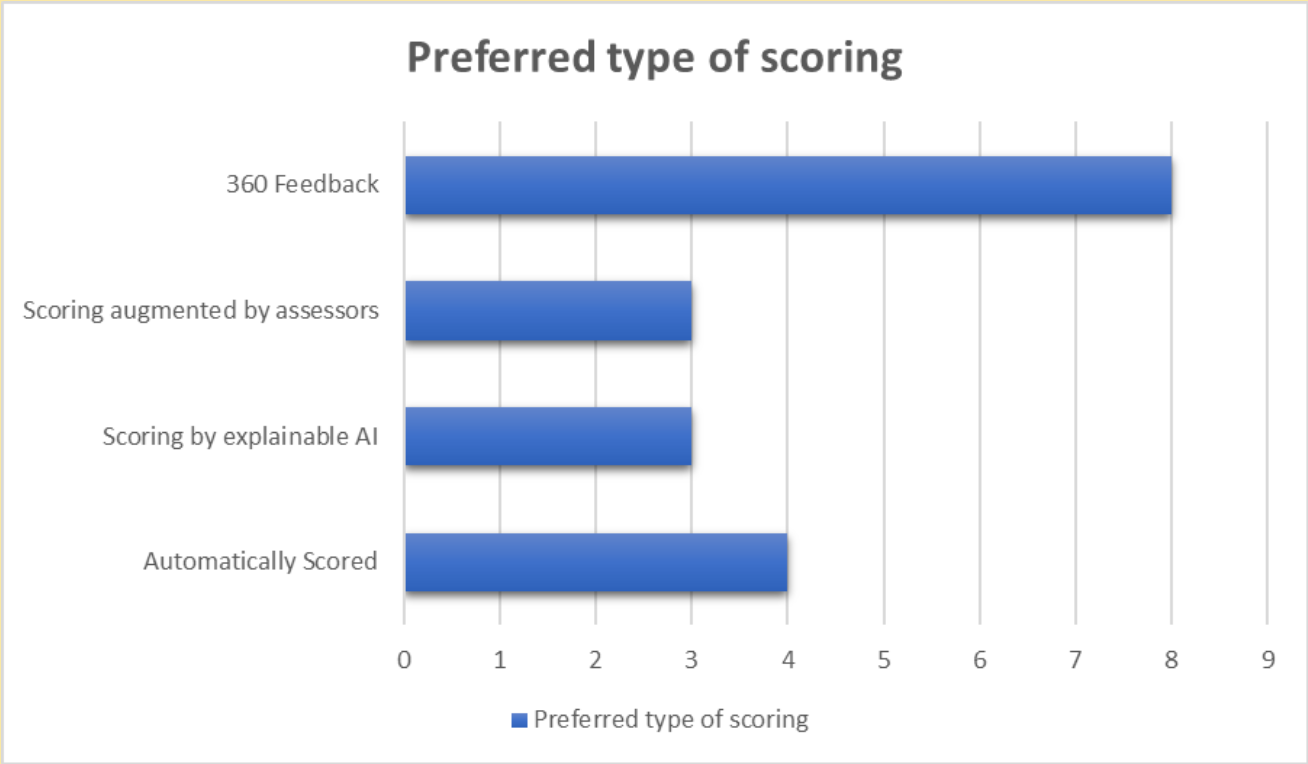 Preferred type of scoring
360 Feedback
Scoring augmented by assessors
Scoring by explainable AI
Automatically Scored
0 1 2 3 4 5 6 7 8 9
Preferred type of scoring